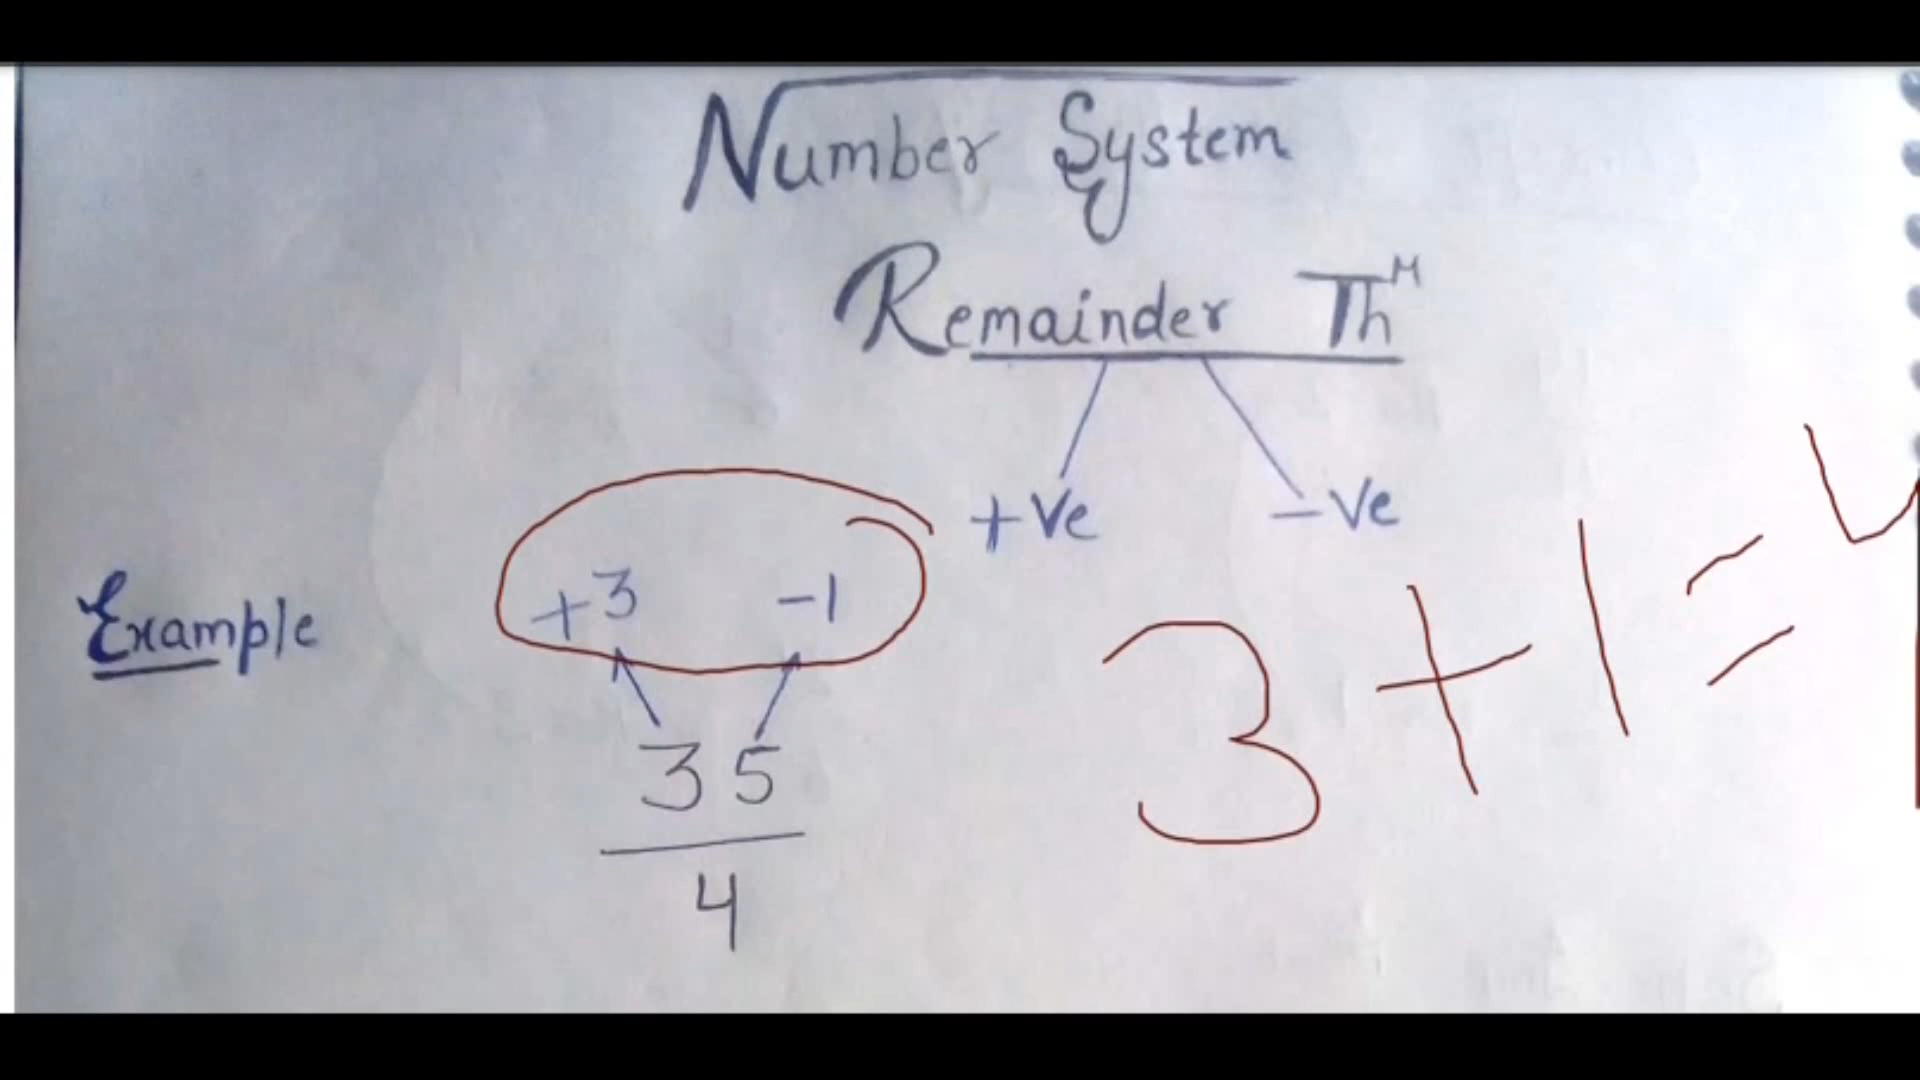 Number System
Remainder Th^M
+Ve -Ve
Example
+3 -1
35
4
3+1=4